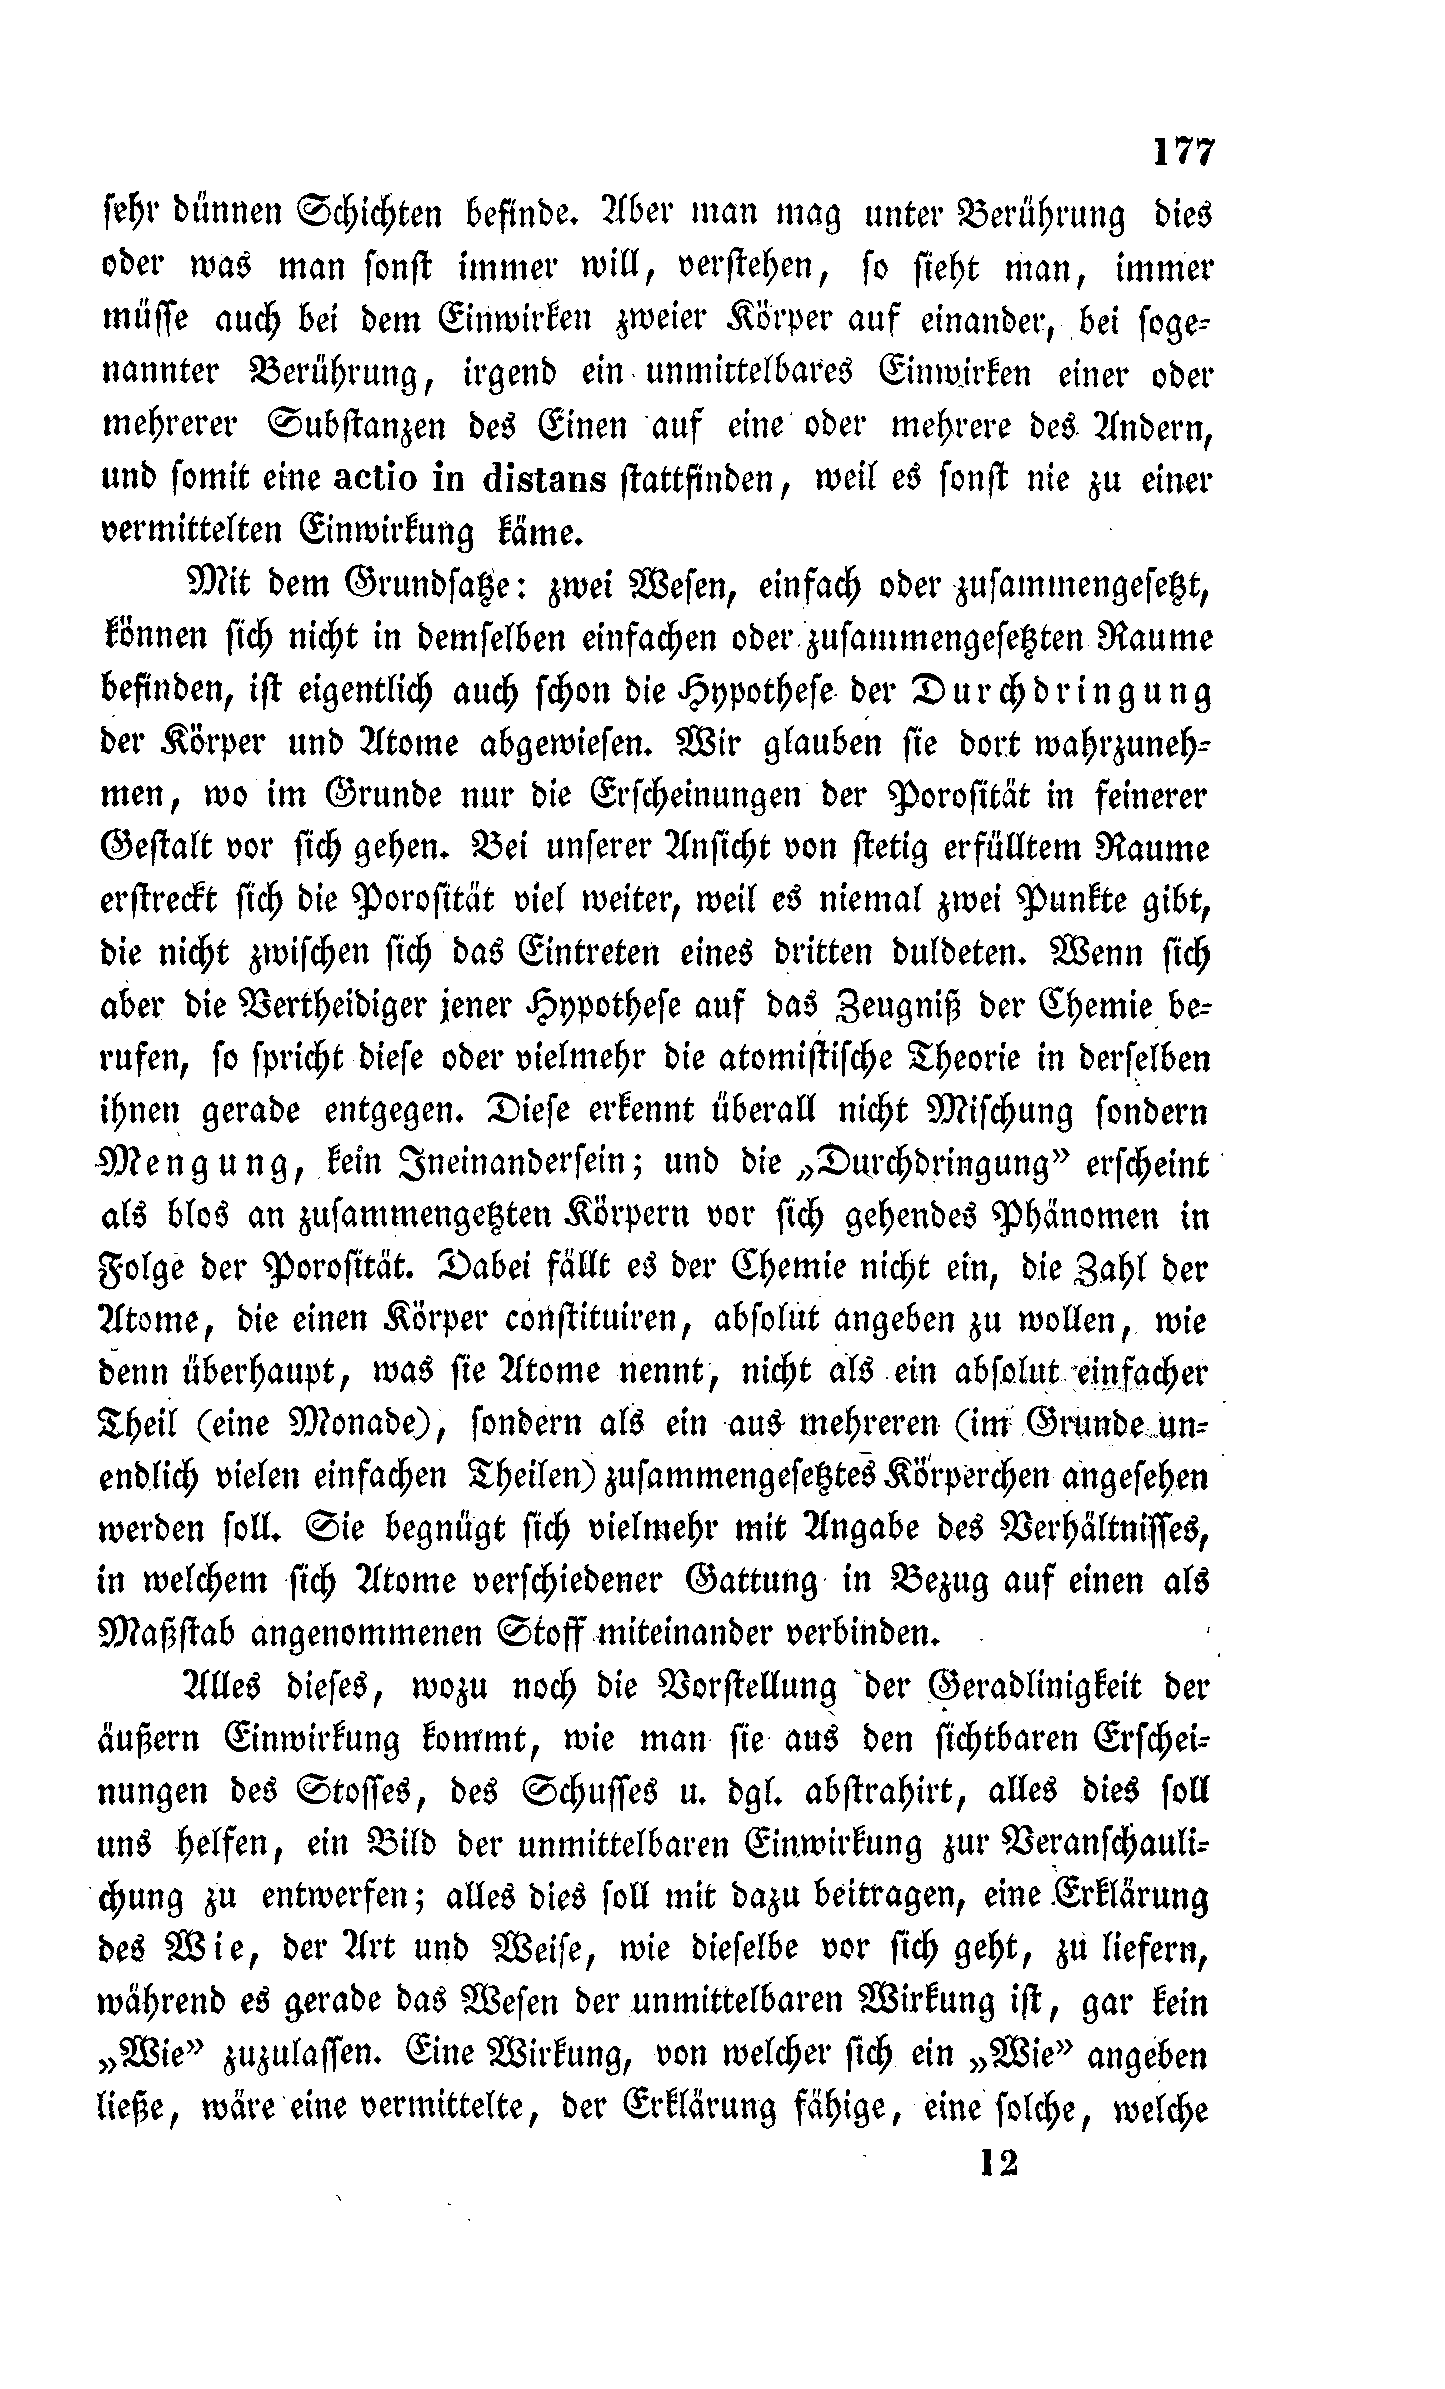 177
sehr dünnen Schichten befinde. Aber man mag unter Berührung dies
oder was man sonst immer will, verstehen, so sieht man, immer
müsse auch bei dem Einwirken zweier Körper auf einander, bei soge-
nannter Berührung, irgend ein unmittelbares Einwirken einer oder
mehrerer Substanzen des Einen auf eine oder mehrere des Andern,
und somit eine actio in distans stattfinden, weil es sonst nie zu einer
vermittelten Einwirkung käme.
Mit dem Grundsatze: zwei Wesen, einfach oder zusammengesetzt,
können sich nicht in demselben einfachen oder zusammengesetzten Raume
befinden, ist eigentlich auch schon die Hypothese der Durchdringung
der Körper und Atome abgewiesen. Wir glauben sie dort wahrzuneh-
men, wo im Grunde nur die Erscheinungen der Porosität in feinerer
Gestalt vor sich gehen. Bei unserer Ansicht von stetig erfülltem Raume
erstreckt sich die Porosität viel weiter, weil es niemal zwei Punkte gibt,
die nicht zwischen sich das Eintreten eines dritten duldeten. Wenn sich
aber die Vertheidiger jener Hypothese auf das Zeugniß der Chemie be-
rufen, so spricht diese oder vielmehr die atomistische Theorie in derselben
ihnen gerade entgegen. Diese erkennt überall nicht Mischung sondern
Mengung, kein Ineinandersein; und die „Durchdringung” erscheint
als blos an zusammengetzten Körpern vor sich gehendes Phänomen in
Folge der Porosität. Dabei fällt es der Chemie nicht ein, die Zahl der
Atome, die einen Körper constituiren, absolut angeben zu wollen, wie
denn überhaupt, was sie Atome nennt, nicht als ein absolut einfacher
Theil (eine Monade), sondern als ein aus mehreren (im Grunde un-
endlich vielen einfachen Theilen) zusammengesetztes Körperchen angesehen
werden soll. Sie begnügt sich vielmehr mit Angabe des Verhältnisses,
in welchem sich Atome verschiedener Gattung in Bezug auf einen als
Maßstab angenommenen Stoff miteinander verbinden.
Alles dieses, wozu noch die Vorstellung der Geradlinigkeit der
äußern Einwirkung kommt, wie man sie aus den sichtbaren Erschei-
nungen des Stosses, des Schusses u. dgl. abstrahirt, alles dies soll
uns helfen, ein Bild der unmittelbaren Einwirkung zur Veranschauli-
chung zu entwerfen; alles dies soll mit dazu beitragen, eine Erklärung
des Wie, der Art und Weise, wie dieselbe vor sich geht, zu liefern,
während es gerade das Wesen der unmittelbaren Wirkung ist, gar kein
„Wie” zuzulassen. Eine Wirkung, von welcher sich ein „Wie” angeben
ließe, wäre eine vermittelte, der Erklärung fähige, eine solche, welche
12